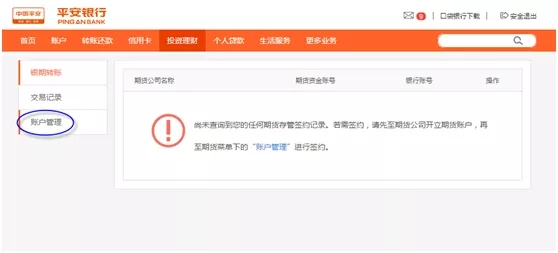 中国平安 平安银行
PING AN BANK
0 口袋银行下载 安全退出
首页 账户 转账还款 信用卡 投资理财 个人贷款 生活服务 更多业务
银期转账
交易记录
账户管理
期货公司名称 期货资金账号 银行账号 操作
尚未查询到您的任何期货存管签约记录。若需签约，请先至期货公司开立期货账户，再
至期货菜单下的“账户管理”进行签约。